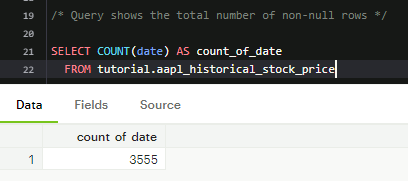 19 /* Query shows the total number of non-null rows */
20
21 SELECT COUNT(date) AS count_of_date
22 FROM tutorial.aapl_historical_stock_price
Data Fields Source
count of date
1 3555